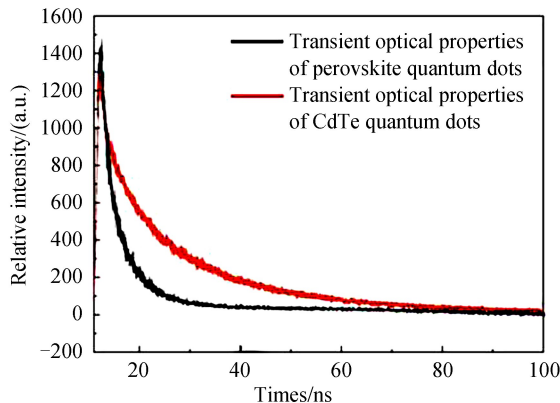 1600
1400
1200
1000
800
600
400
200
0
−200
Relative intensity/(a.u.)
Transient optical properties
of perovskite quantum dots
Transient optical properties
of CdTe quantum dots
20
40
60
80
100
Times/ns